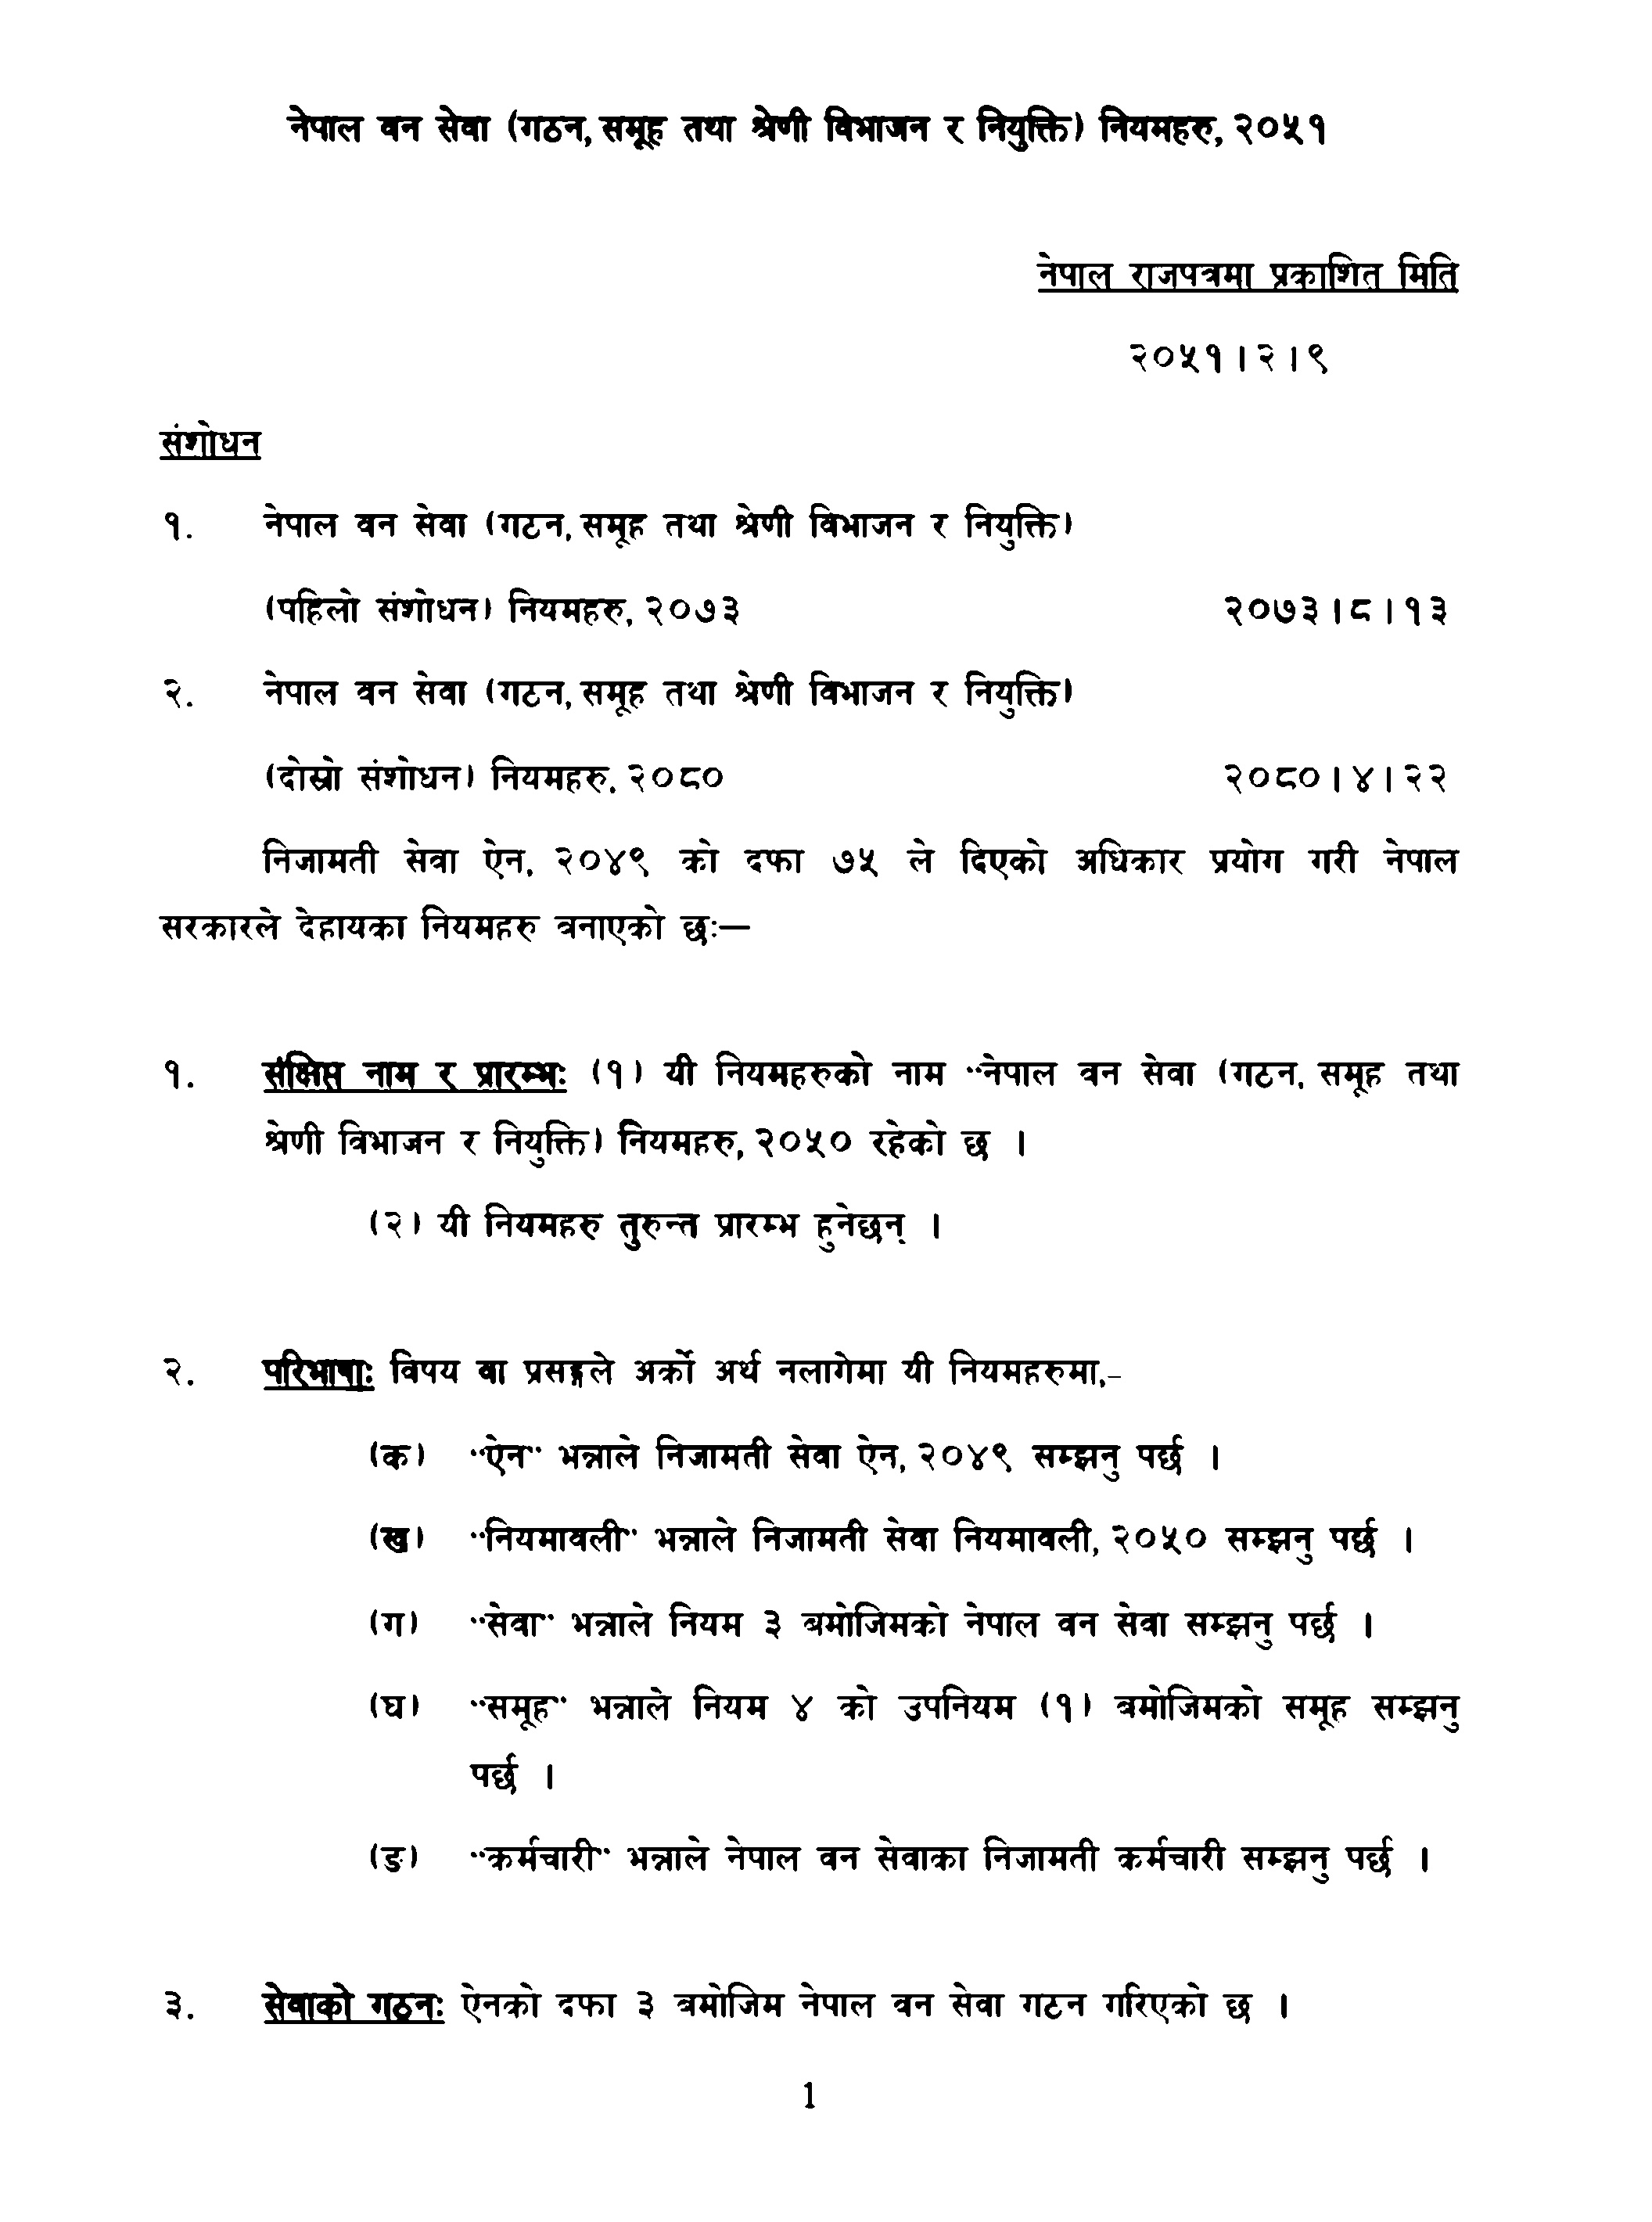 नेपाल वन सेवा (गठन, समूह तथा श्रेणी विभाजन र नियुक्ति) नियमहरु, २०५१
नेपाल राजपत्रमा प्रकाशित मिति
२०५१।२।९
संशोधन
१. नेपाल वन सेवा (गठन, समूह तथा श्रेणी विभाजन र नियुक्ति)
(पहिलो संशोधन) नियमहरु, २०७३ २०७३।८।१३
२. नेपाल वन सेवा (गठन, समूह तथा श्रेणी विभाजन र नियुक्ति)
(दोस्रो संशोधन) नियमहरु, २०८० २०८०।४।२२
निजामती सेवा ऐन, २०४९ को दफा ७५ ले दिएको अधिकार प्रयोग गरी नेपाल
सरकारले देहायका नियमहरु बनाएको छः—
१. संक्षिप्त नाम र प्रारम्भः (१) यी नियमहरुको नाम "नेपाल वन सेवा (गठन, समूह तथा
श्रेणी विभाजन र नियुक्ति) नियमहरु, २०५० रहेको छ ।
(२) यी नियमहरु तुरुन्त प्रारम्भ हुनेछन् ।
२. परिभाषाः विषय वा प्रसङ्गले अर्को अर्थ नलागेमा यी नियमहरुमा,–
(क) "ऐन" भन्नाले निजामती सेवा ऐन, २०४९ सम्झनु पर्छ ।
(ख) "नियमावली" भन्नाले निजामती सेवा नियमावली, २०५० सम्झनु पर्छ ।
(ग) "सेवा" भन्नाले नियम ३ बमोजिमको नेपाल वन सेवा सम्झनु पर्छ ।
(घ) "समूह" भन्नाले नियम ४ को उपनियम (१) बमोजिमको समूह सम्झनु
पर्छ ।
(ङ) "कर्मचारी" भन्नाले नेपाल वन सेवाका निजामती कर्मचारी सम्झनु पर्छ ।
३. सेवाको गठनः ऐनको दफा ३ बमोजिम नेपाल वन सेवा गठन गरिएको छ ।
1